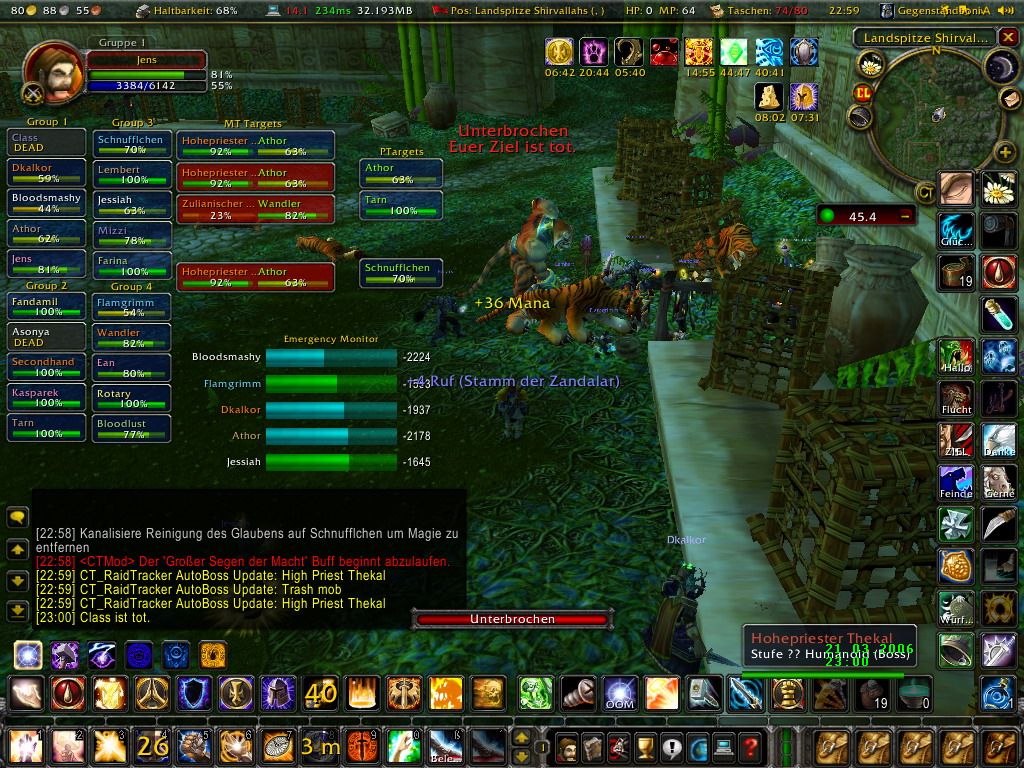 80 88 55 Haltbarkeit: 68% 14.1 234ms 32.193MB Pos: Landspitze Shirvallahs (, ) HP: 0 MP: 64 Taschen: 74/80 22:59
Landspitze Shirval...
Gruppe 1
Jens
81%
3384/6142 55%
06:42 20:44 05:40 14:55 44:47 40:41
08:02 07:31
Unterbrochen
Euer Ziel ist tot.
Group 1
Class
DEAD
Dkalkor
59%
Bloodsmashy
44%
Athor
62%
Jens
81%
Group 2
Fandamil
100%
Asonya
DEAD
Secondhand
100%
Kasparek
100%
Tarn
100%
Group 3
Schnufflchen
70%
Lembert
100%
Jessiah
63%
Mizzi
78%
Farina
100%
Group 4
Flamgrimm
54%
Wandler
82%
Ean
80%
Rotary
100%
Bloodlust
77%
MT Targets
Hohepriester ...Athor
92% 63%
Hohepriester ...Athor
92% 63%
Zulianischer ... Wandler
23% 82%
Hohepriester ...Athor
92% 63%
PTargets
Athor
63%
Tarn
100%
Schnufflchen
70%
45.4
+36 Mana
+4 Ruf (Stamm der Zandalar)
Emergency Monitor
Bloodsmashy -2224
Flamgrimm
Dkalkor -1937
Athor -2178
Jessiah -1645
[22:58] Kanalisiere Reinigung des Glaubens auf Schnufflchen um Magie zu
entfernen
[22:58] <CTMod> Der 'Großer Segen der Macht' Buff beginnt abzulaufen.
[22:59] CT_RaidTracker AutoBoss Update: High Priest Thekal
[22:59] CT_RaidTracker AutoBoss Update: Trash mob
[22:59] CT_RaidTracker AutoBoss Update: High Priest Thekal
[23:00] Class ist tot.
Unterbrochen
Dkalkor
Hohepriester Thekal
Stufe ?? Humanoid (Boss)
21.03.2006
23:00
Glüc...
19
Hallo
Flucht
ZIEL
Danke
Feinde
Gerne
Würf...
40
OOM
19
0
26
3 m
Bele...